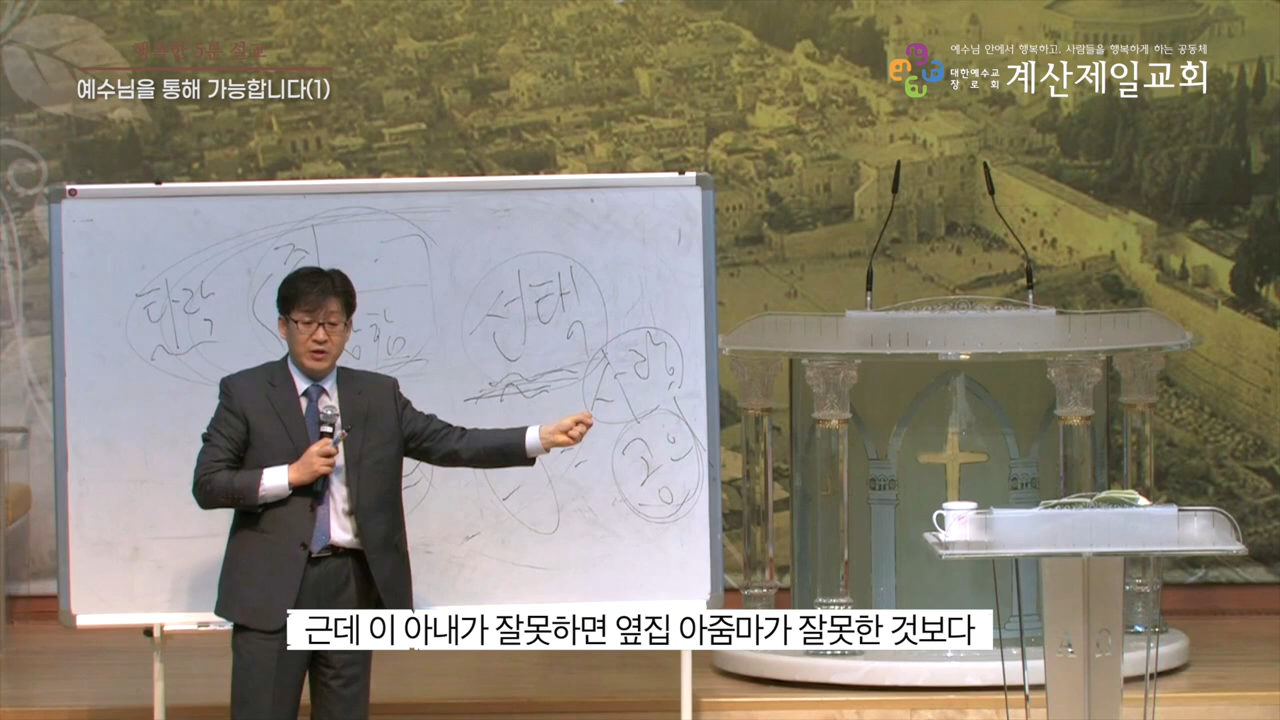 행복한 5분 설교
예수님을 통해 가능합니다(1)
예수님 안에서 행복하고, 사람들을 행복하게 하는 공동체
대한예수교
장로회
계산제일교회
타락
죄
선택
사랑
공의
근데 이 아내가 잘못하면 옆집 아줌마가 잘못한 것보다
Α Ω